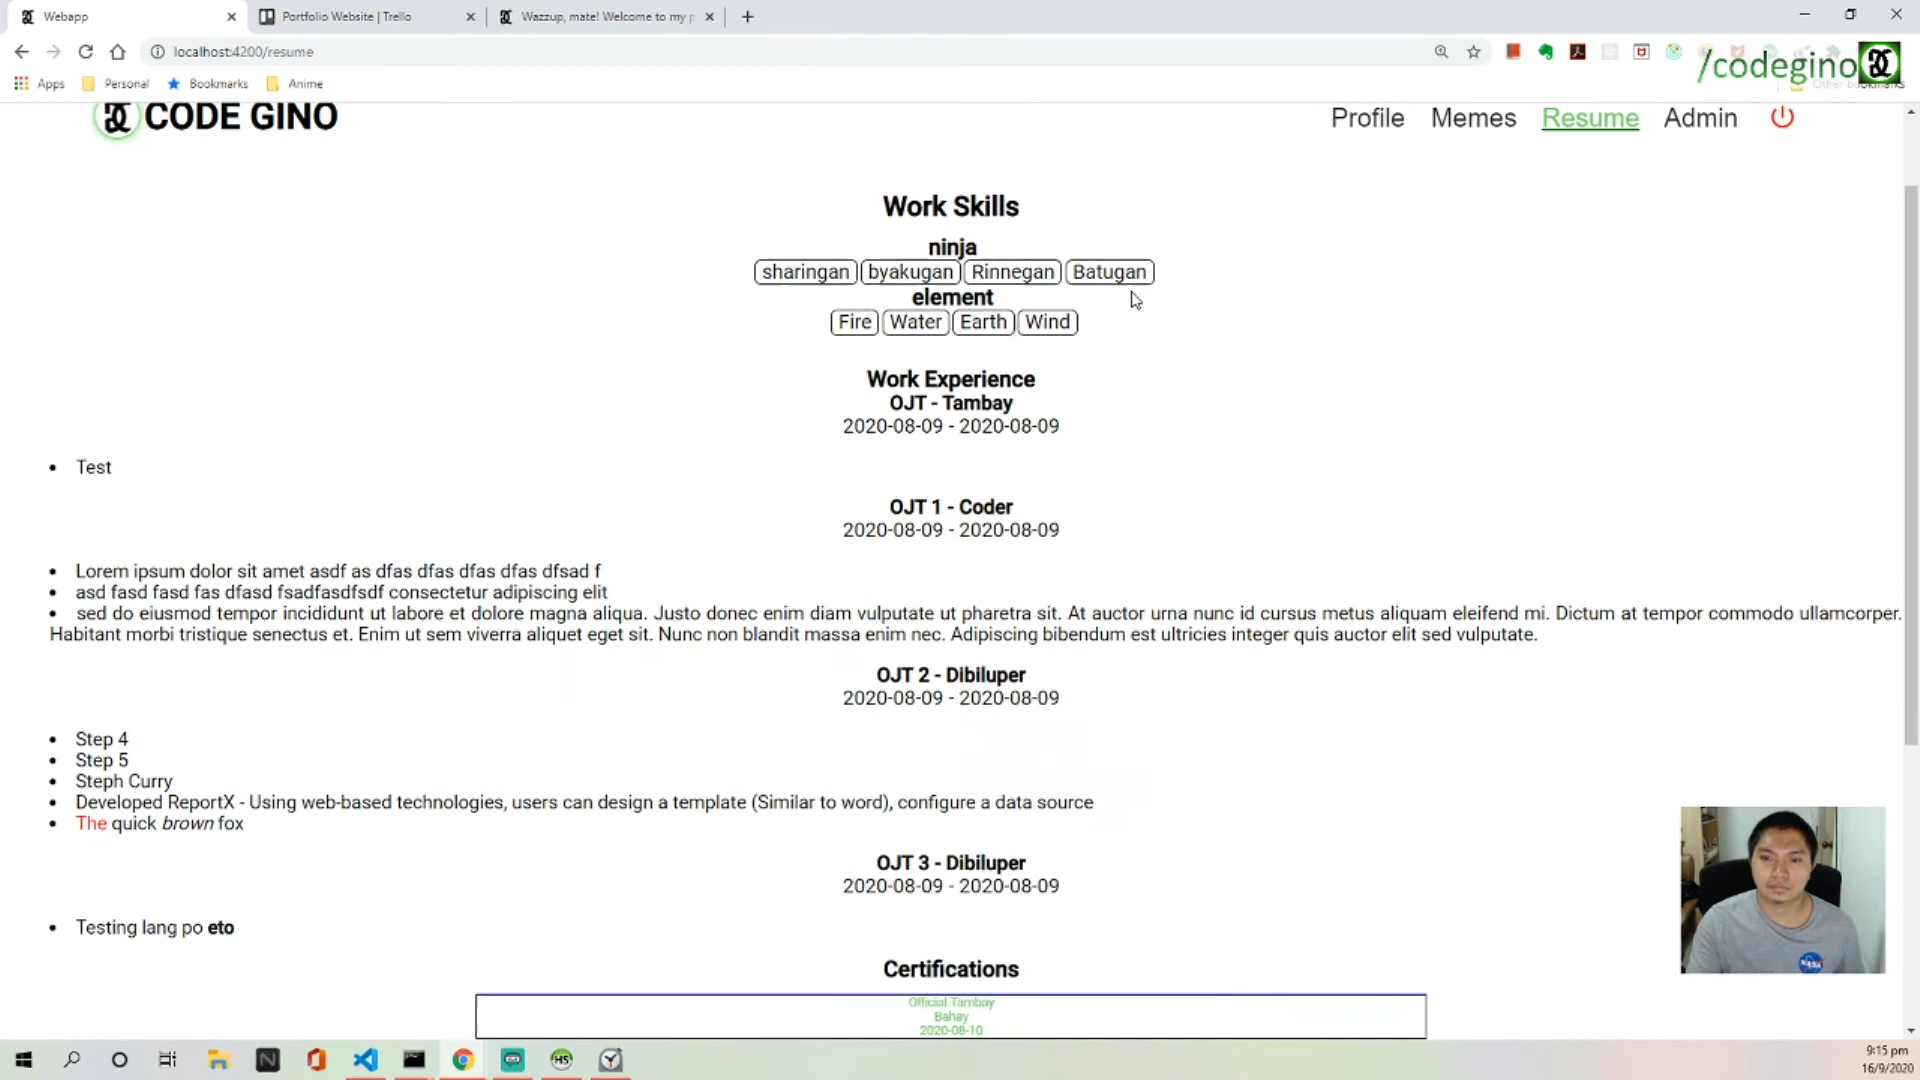 Webapp
Portfolio Website | Trello
Wazzup, mate! Welcome to my p
localhost:4200/resume
/codegino
Apps
Personal
Bookmarks
Anime
Other bookmarks
CODE GINO
Profile
Memes
Resume
Admin
Work Skills
ninja
sharingan
byakugan
Rinnegan
Batugan
element
Fire
Water
Earth
Wind
Work Experience
OJT - Tambay
2020-08-09 - 2020-08-09
• Test
OJT 1 - Coder
2020-08-09 - 2020-08-09
• Lorem ipsum dolor sit amet asdf as dfas dfas dfas dfas dfsad f
• asd fasd fasd fas dfasd fsadfasdfsdf consectetur adipiscing elit
• sed do eiusmod tempor incididunt ut labore et dolore magna aliqua. Justo donec enim diam vulputate ut pharetra sit. At auctor urna nunc id cursus metus aliquam eleifend mi. Dictum at tempor commodo ullamcorper.
Habitant morbi tristique senectus et. Enim ut sem viverra aliquet eget sit. Nunc non blandit massa enim nec. Adipiscing bibendum est ultricies integer quis auctor elit sed vulputate.
OJT 2 - Dibiluper
2020-08-09 - 2020-08-09
• Step 4
• Step 5
• Steph Curry
• Developed ReportX - Using web-based technologies, users can design a template (Similar to word), configure a data source
• The quick brown fox
OJT 3 - Dibiluper
2020-08-09 - 2020-08-09
• Testing lang po eto
Certifications
Official Tambay
Bahay
2020-08-10
NASA
HS
9:15 pm
16/9/2020